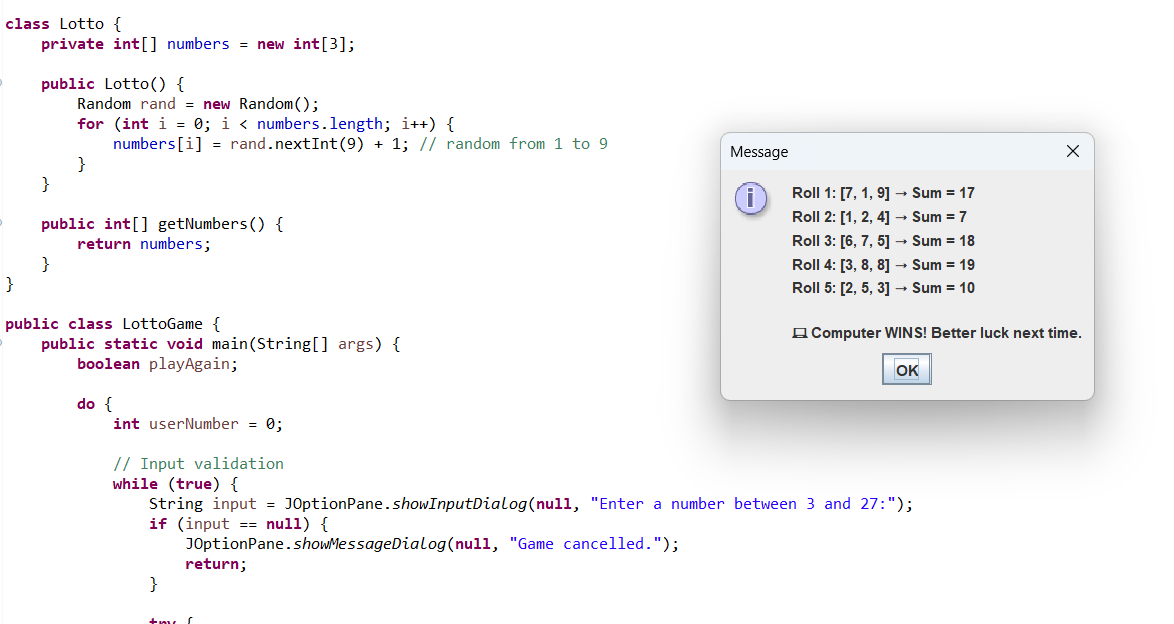 class Lotto {
    private int[] numbers = new int[3];
    public Lotto() {
        Random rand = new Random();
        for (int i = 0; i < numbers.length; i++) {
            numbers[i] = rand.nextInt(9) + 1; // random from 1 to 9
        }
    }
    public int[] getNumbers() {
        return numbers;
    }
}
public class LottoGame {
    public static void main(String[] args) {
        boolean playAgain;
        do {
            int userNumber = 0;
            // Input validation
            while (true) {
                String input = JOptionPane.showInputDialog(null, "Enter a number between 3 and 27:");
                if (input == null) {
                    JOptionPane.showMessageDialog(null, "Game cancelled.");
                    return;
                }
                try {
Message
Roll 1: [7, 1, 9] → Sum = 17
Roll 2: [1, 2, 4] → Sum = 7
Roll 3: [6, 7, 5] → Sum = 18
Roll 4: [3, 8, 8] → Sum = 19
Roll 5: [2, 5, 3] → Sum = 10
💻 Computer WINS! Better luck next time.
OK